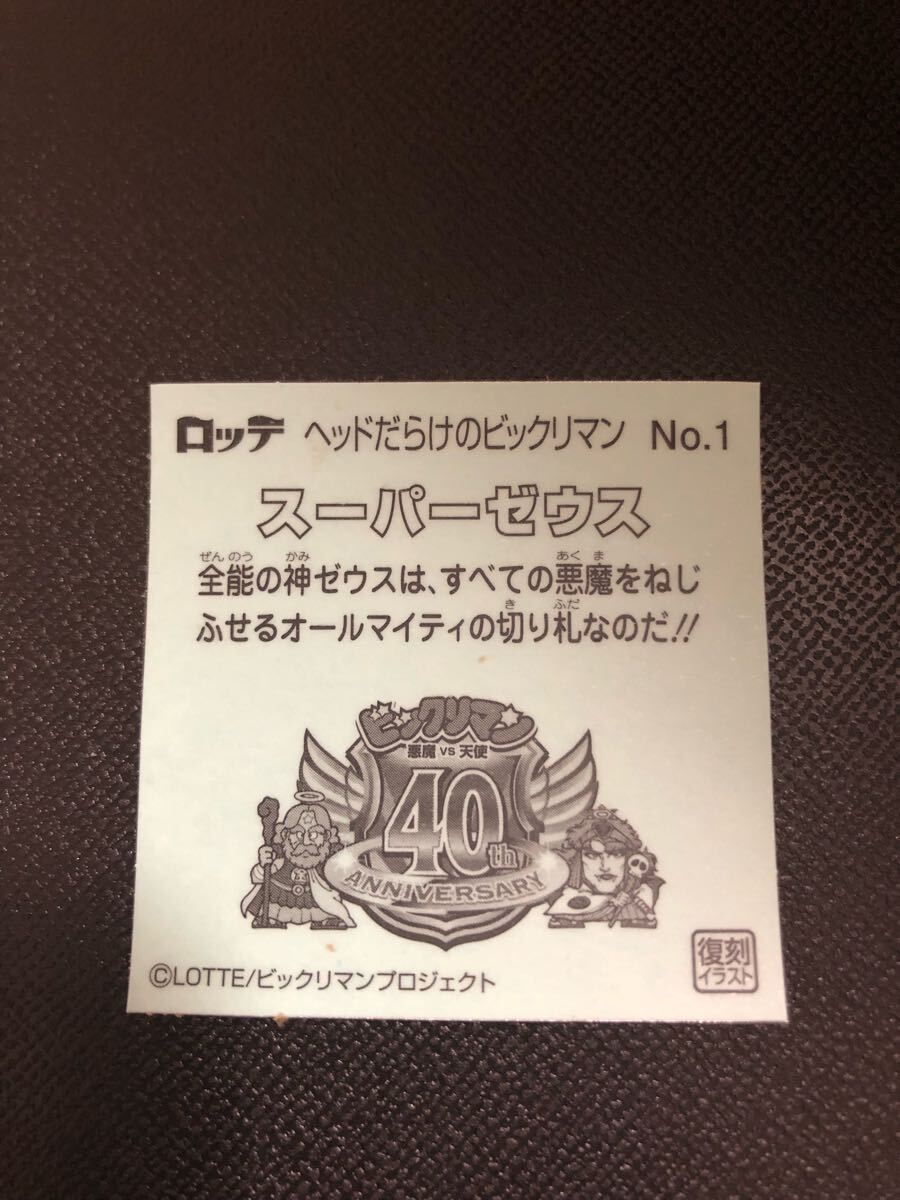 ロッテ ヘッドだらけのビックリマン No.1
スーパーゼウス
ぜんのう かみ あくま
全能の神ゼウスは、すべての悪魔をねじ
き ふだ
ふせるオールマイティの切り札なのだ!!
ビックリマン
悪魔 VS 天使
40th
ANNIVERSARY
©LOTTE/ビックリマンプロジェクト
復刻
イラスト